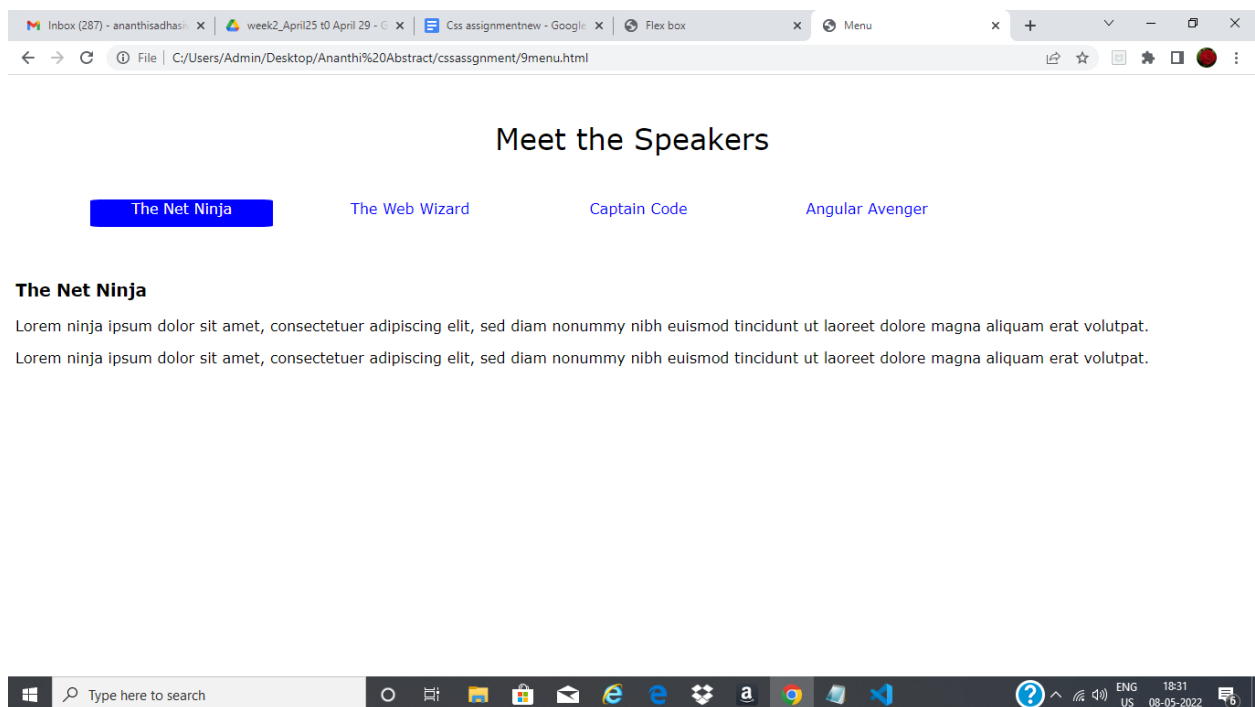 Inbox (287) - ananthisadhasiv
week2_April25 t0 April 29 - G
Css assignmentnew - Google
Flex box
Menu
File | C:/Users/Admin/Desktop/Ananthi%20Abstract/cssassgnment/9menu.html
Meet the Speakers
The Net Ninja The Web Wizard Captain Code Angular Avenger
The Net Ninja
Lorem ninja ipsum dolor sit amet, consectetuer adipiscing elit, sed diam nonummy nibh euismod tincidunt ut laoreet dolore magna aliquam erat volutpat.
Lorem ninja ipsum dolor sit amet, consectetuer adipiscing elit, sed diam nonummy nibh euismod tincidunt ut laoreet dolore magna aliquam erat volutpat.
Type here to search
ENG
US
18:31
08-05-2022
6